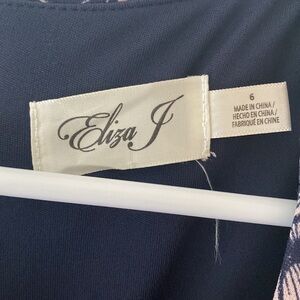 Eliza J
6
MADE IN CHINA/
HECHO EN CHINA/
FABRIQUÉ EN CHINE